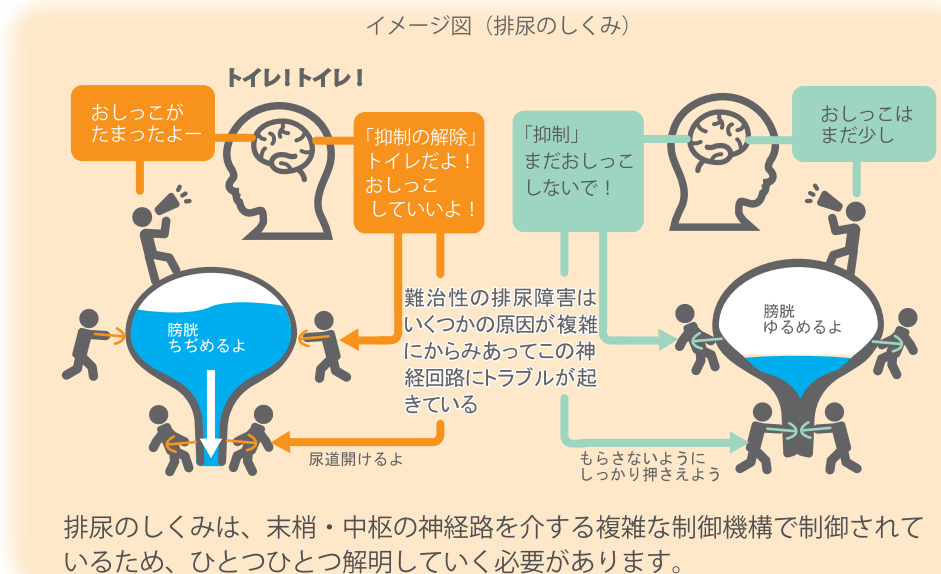 イメージ図（排尿のしくみ）
トイレ！トイレ！
おしっこが
たまったよー
「抑制の解除」
トイレだよ！
おしっこ
していいよ！
「抑制」
まだおしっこ
しないで！
おしっこは
まだ少し
膀胱
ちぢめるよ
難治性の排尿障害は
いくつかの原因が複雑
にからみあってこの神
経回路にトラブルが起
きている
膀胱
ゆるめるよ
尿道開けるよ
もらさないように
しっかり押さえよう
排尿のしくみは、末梢・中枢の神経路を介する複雑な制御機構で制御されて
いるため、ひとつひとつ解明していく必要があります。